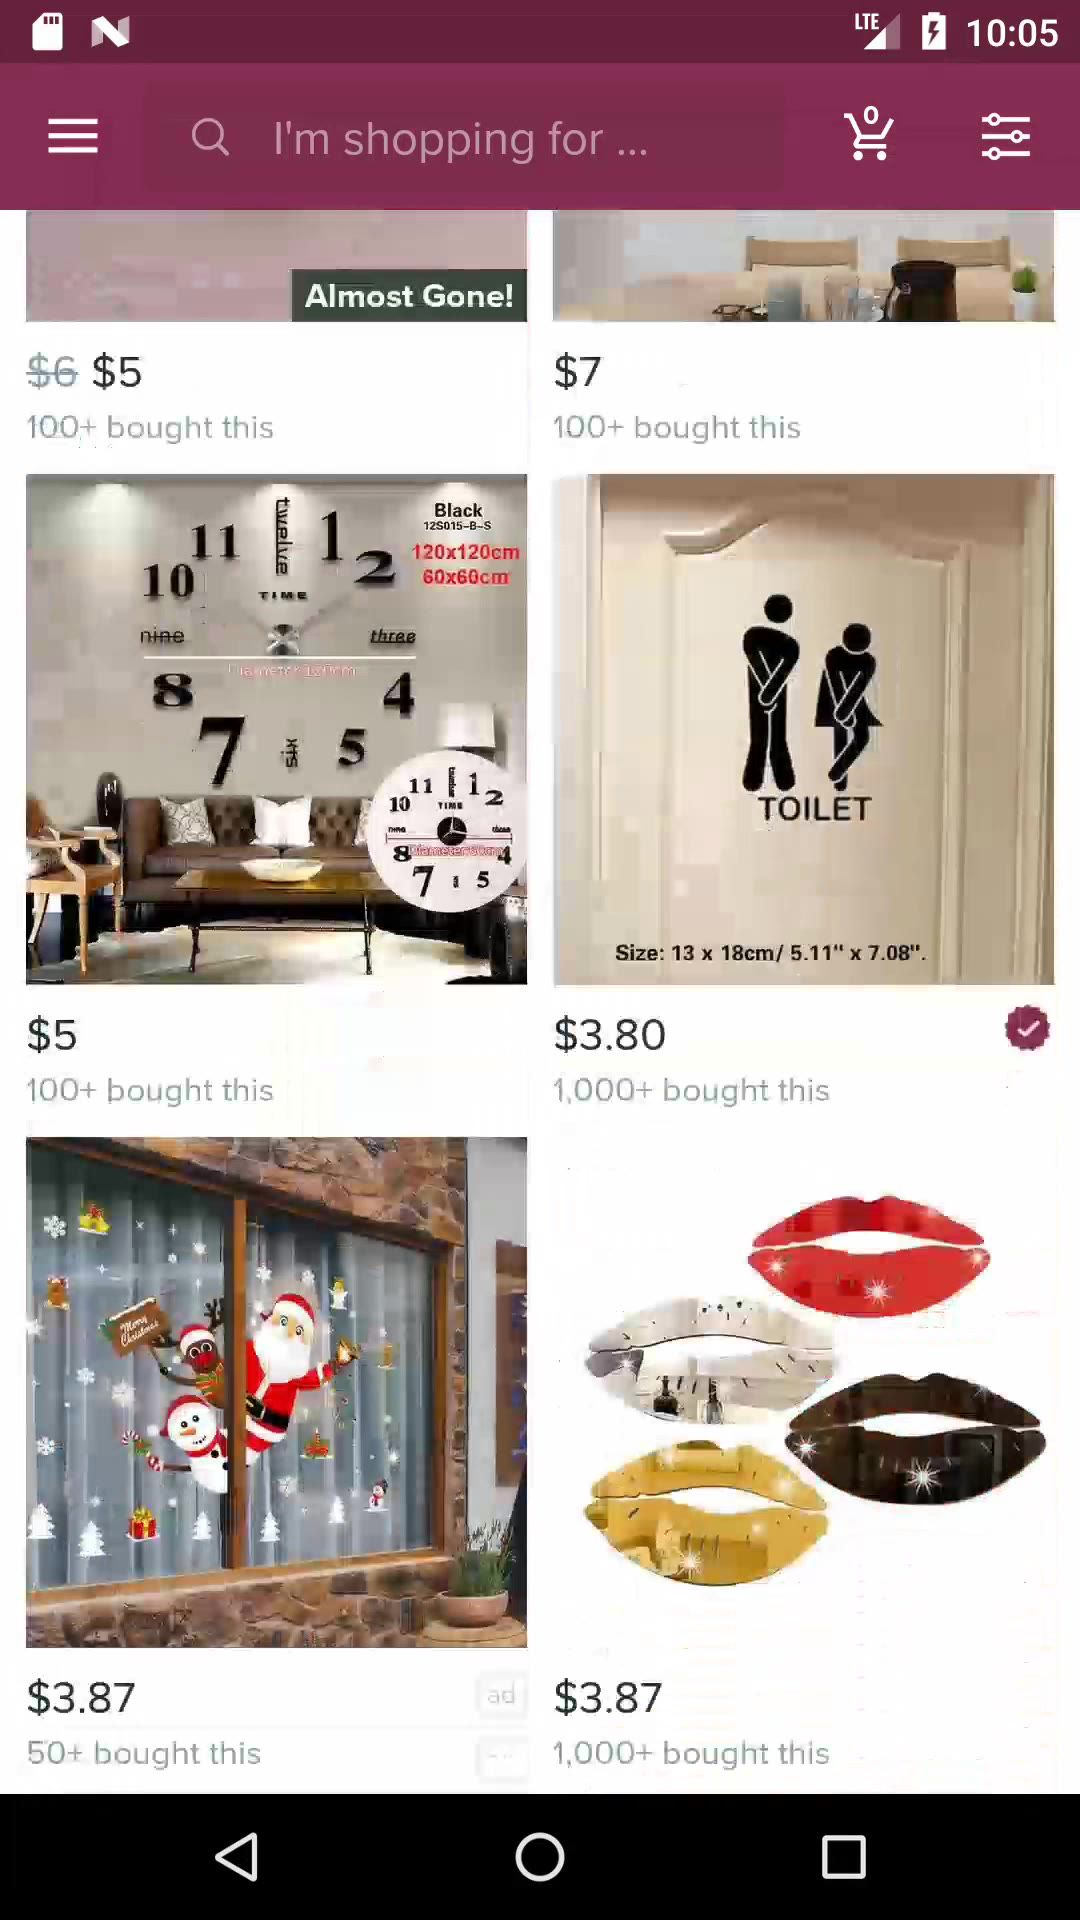 LTE 10:05
0
I'm shopping for ...
Almost Gone!
$6 $5
$7
100+ bought this
100+ bought this
Black
12S015-B-S
120x120cm
60x60cm
twelve
11 1
10 2
TIME
nine three
Diameter:120cm
8 4
7 six 5
11 twelve 1
10 2
TIME
three
8 4
7 5
TOILET
Size: 13 x 18cm/ 5.11" x 7.08".
$5
$3.80
100+ bought this
1,000+ bought this
Merry
Christmas
$3.87
ad
$3.87
50+ bought this
1,000+ bought this